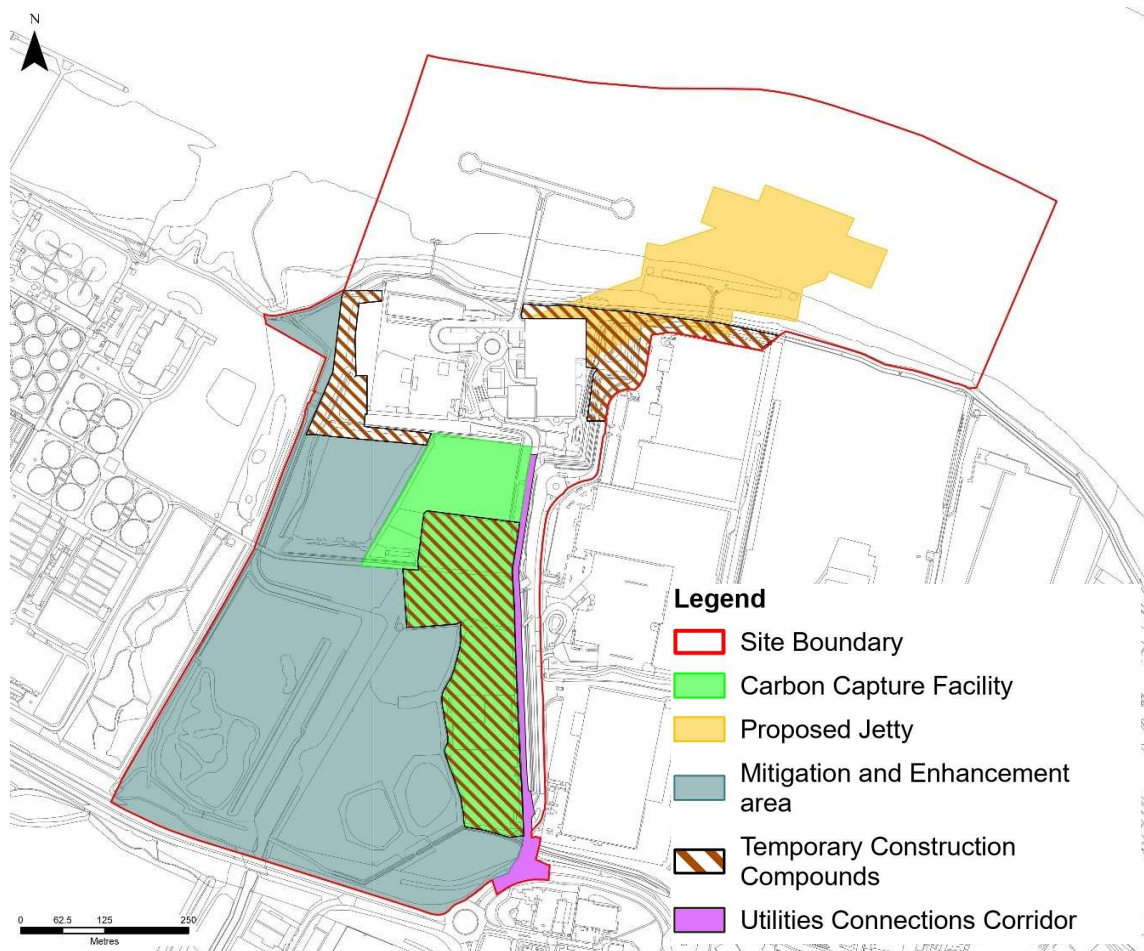 N
Legend
Site Boundary
Carbon Capture Facility
Proposed Jetty
Mitigation and Enhancement
area
Temporary Construction
Compounds
Utilities Connections Corridor
0 62.5 125 250
Metres